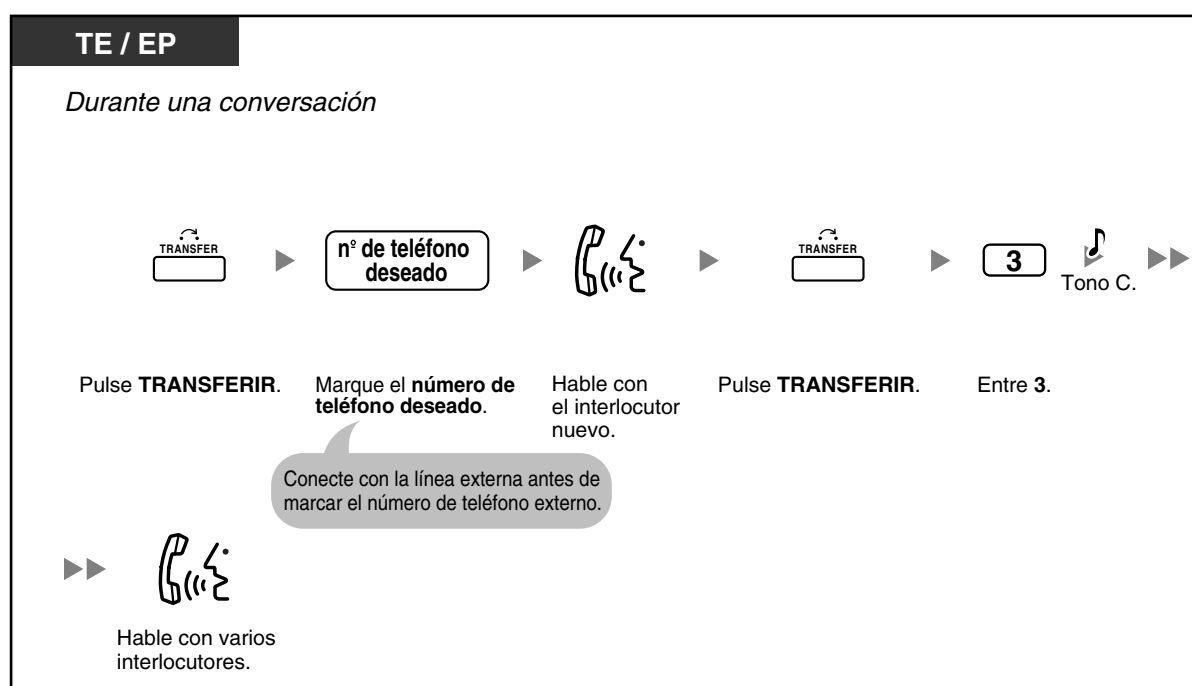 TE / EP
Durante una conversación
TRANSFER
nº de teléfono
deseado
TRANSFER
3
Tono C.
Pulse TRANSFERIR.
Marque el número de
teléfono deseado.
Hable con
el interlocutor
nuevo.
Pulse TRANSFERIR.
Entre 3.
Conecte con la línea externa antes de
marcar el número de teléfono externo.
Hable con varios
interlocutores.